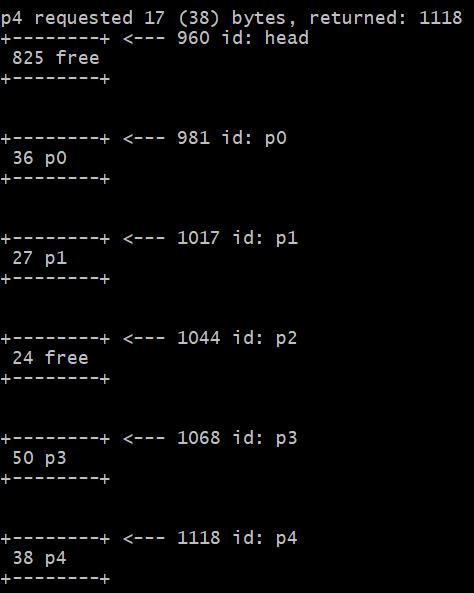 p4 requested 17 (38) bytes, returned: 1118
+--------+ <--- 960 id: head
 825 free
+--------+
+--------+ <--- 981 id: p0
 36 p0
+--------+
+--------+ <--- 1017 id: p1
 27 p1
+--------+
+--------+ <--- 1044 id: p2
 24 free
+--------+
+--------+ <--- 1068 id: p3
 50 p3
+--------+
+--------+ <--- 1118 id: p4
 38 p4
+--------+